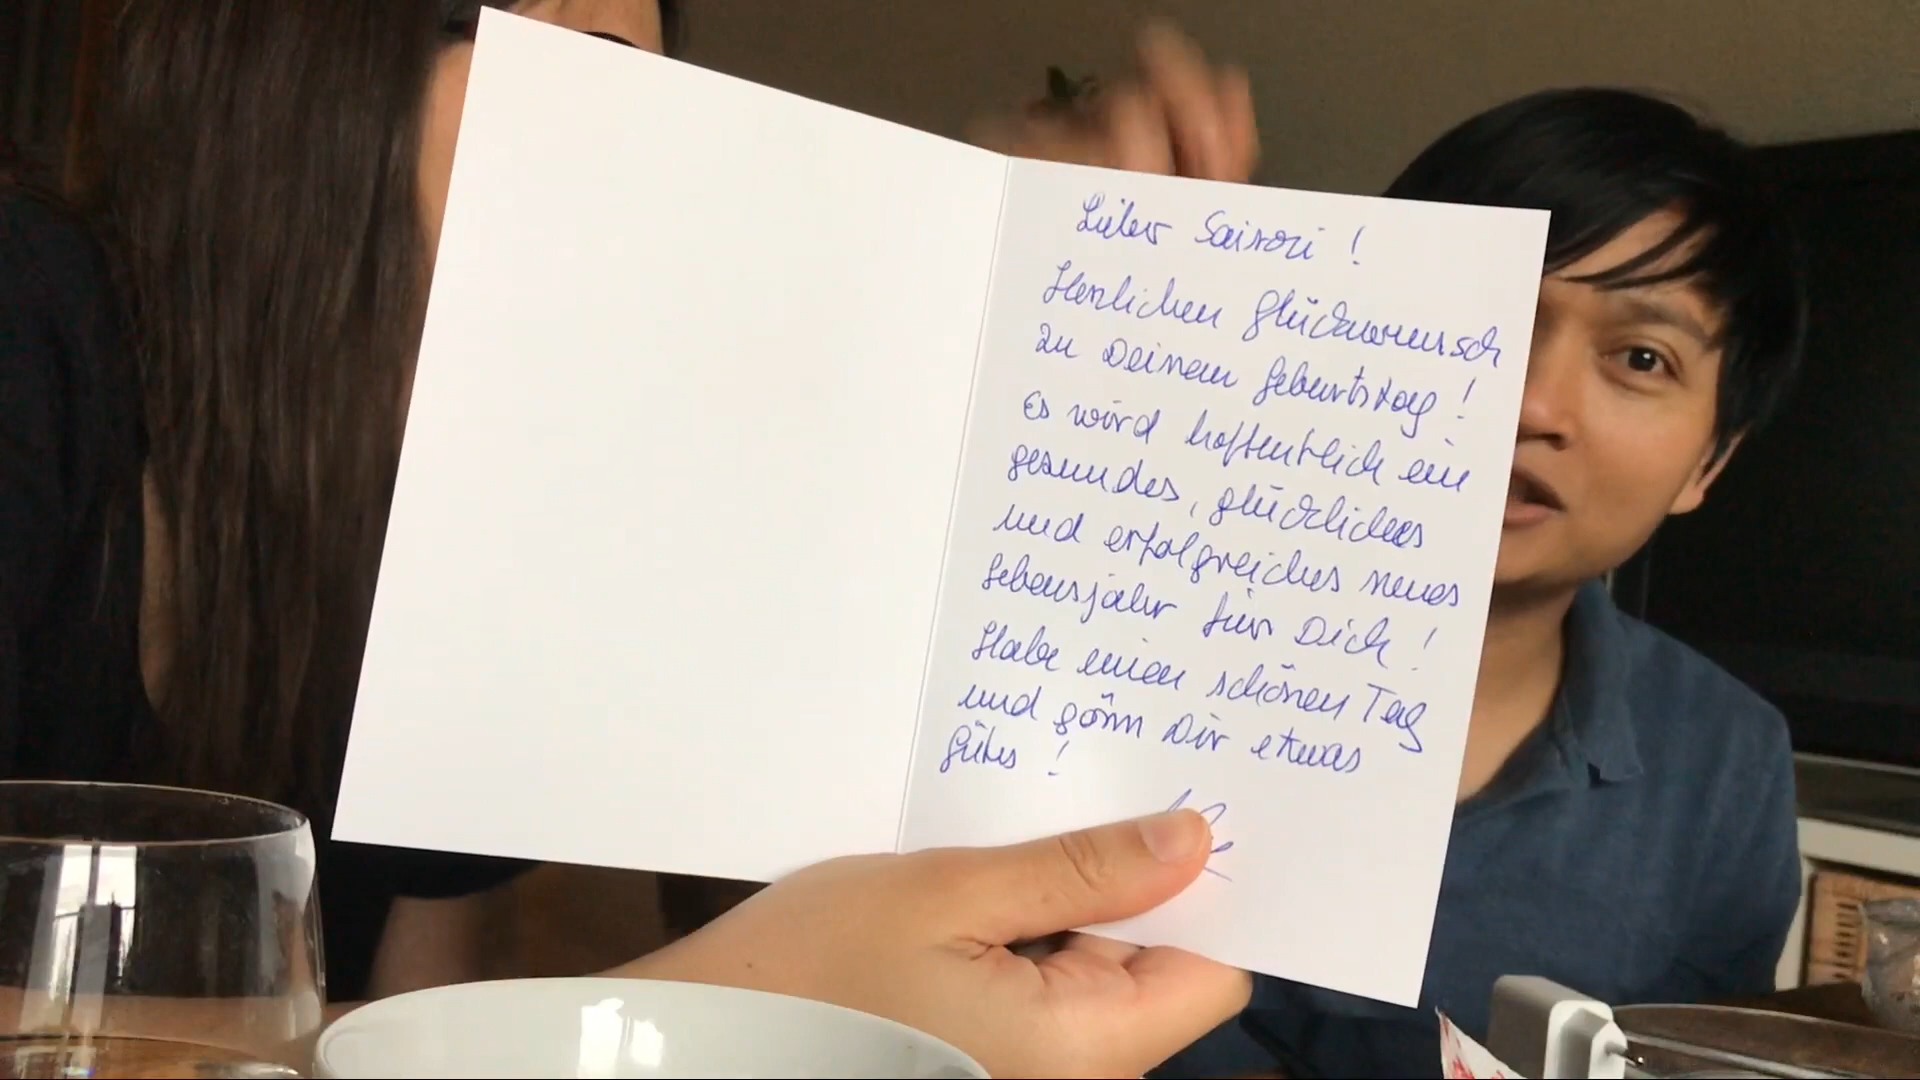 Lieber Sairozi !
Herzlichen Glückwunsch
zu Deinem Geburtstag !
Es wird hoffentlich ein
gesundes, glückliches
und erfolgreiches neues
Lebensjahr für Dich !
Habe einen schönen Tag
und gönn Dir etwas
Gutes !